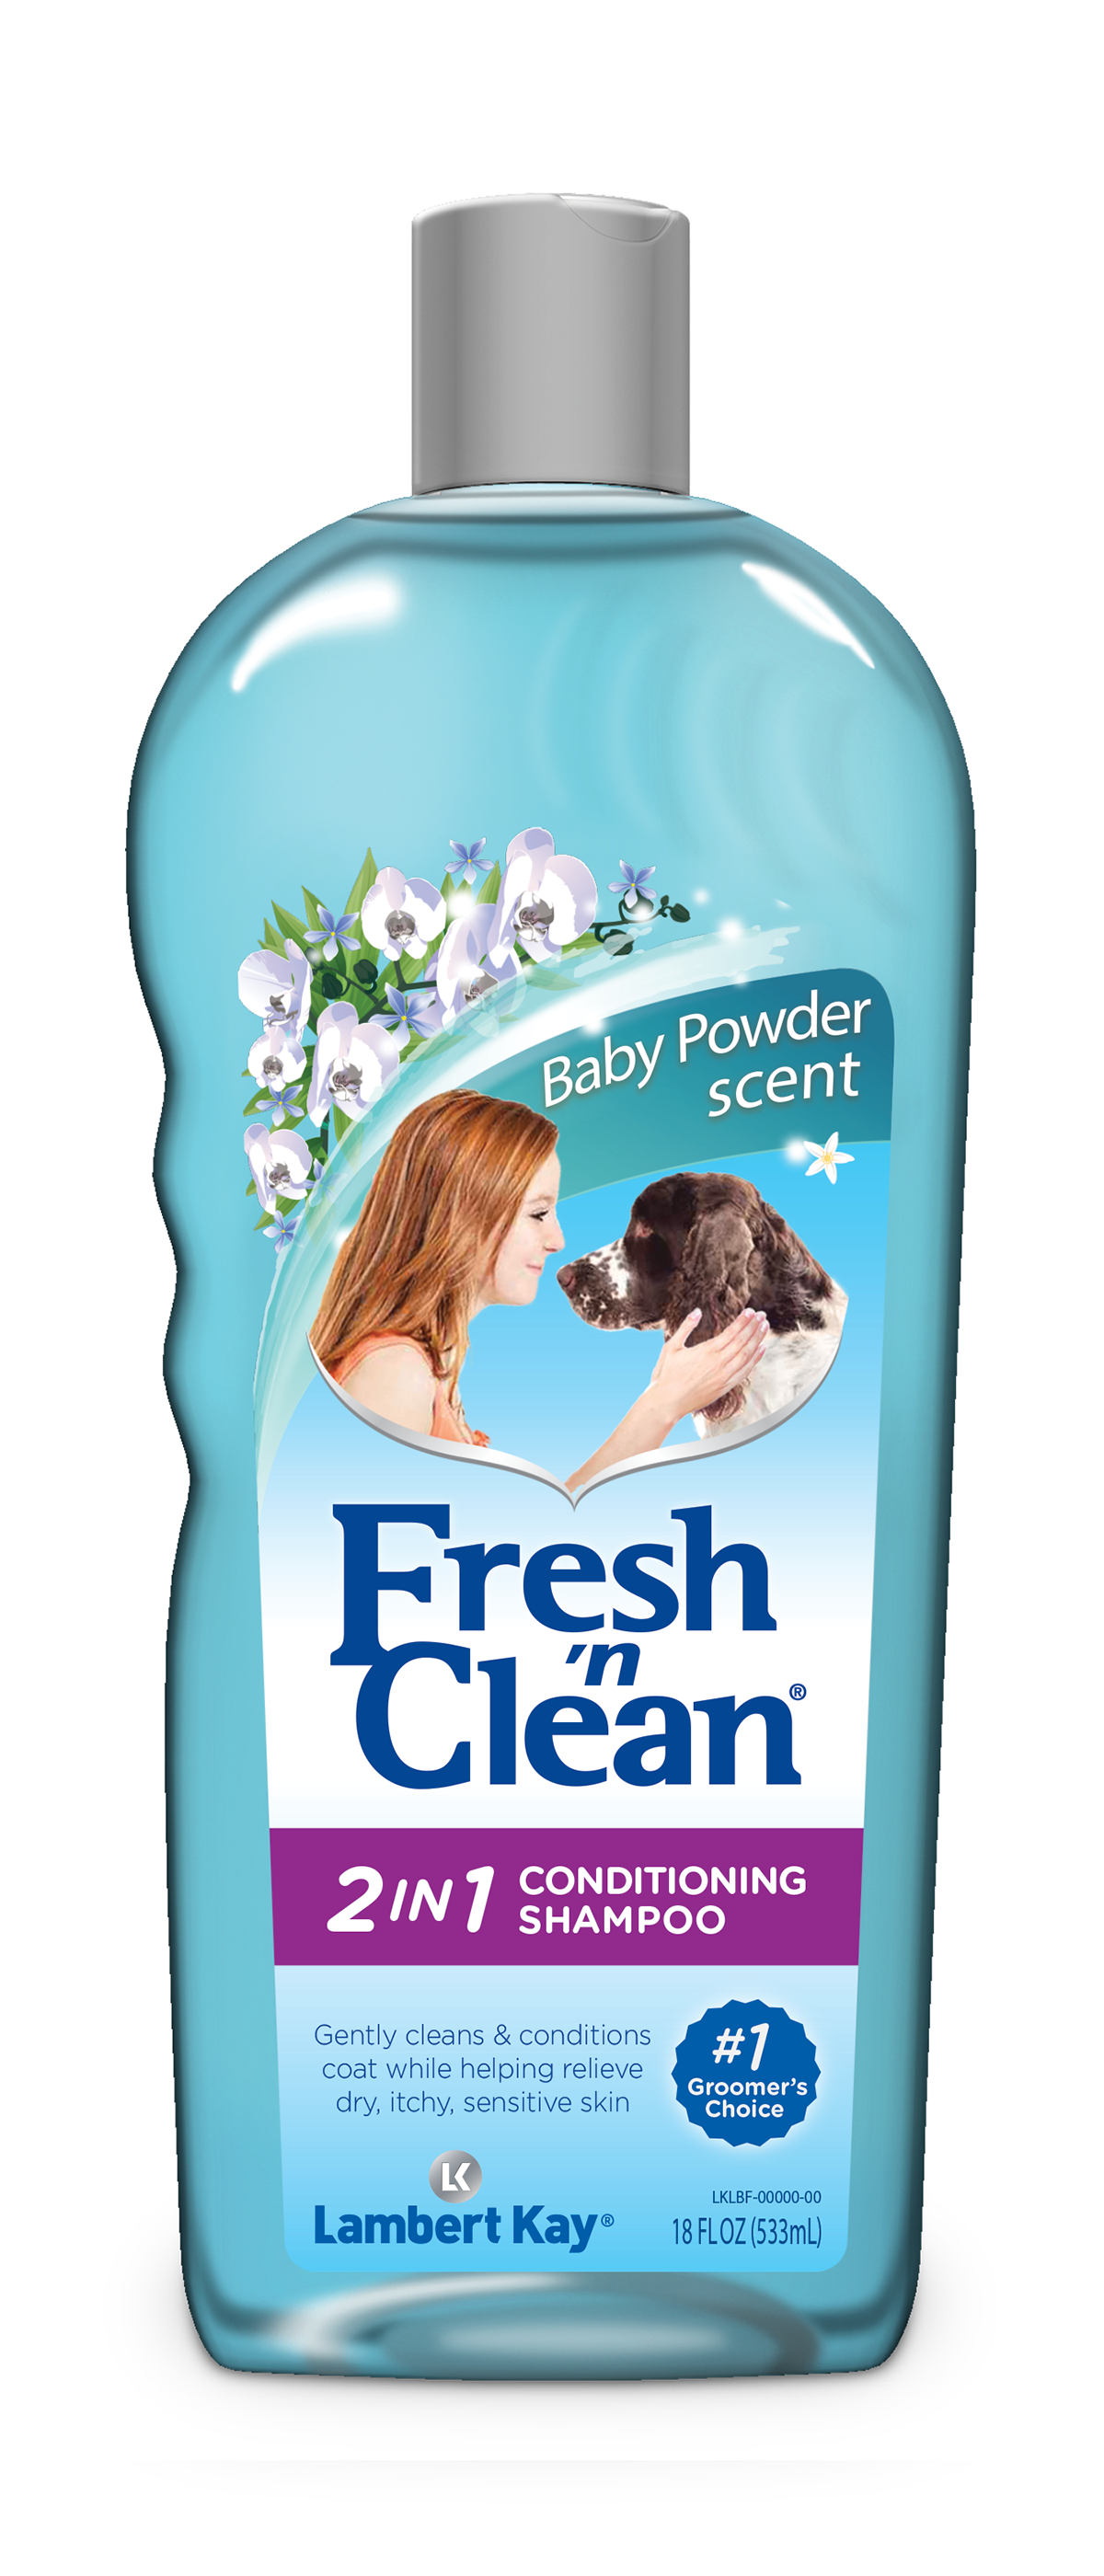 Baby Powder
scent
Fresh
'n
Clean®
2 IN 1 CONDITIONING
SHAMPOO
Gently cleans & conditions
coat while helping relieve
dry, itchy, sensitive skin
#1
Groomer's
Choice
LK
Lambert Kay®
LKLBF-00000-00
18 FL OZ (533mL)